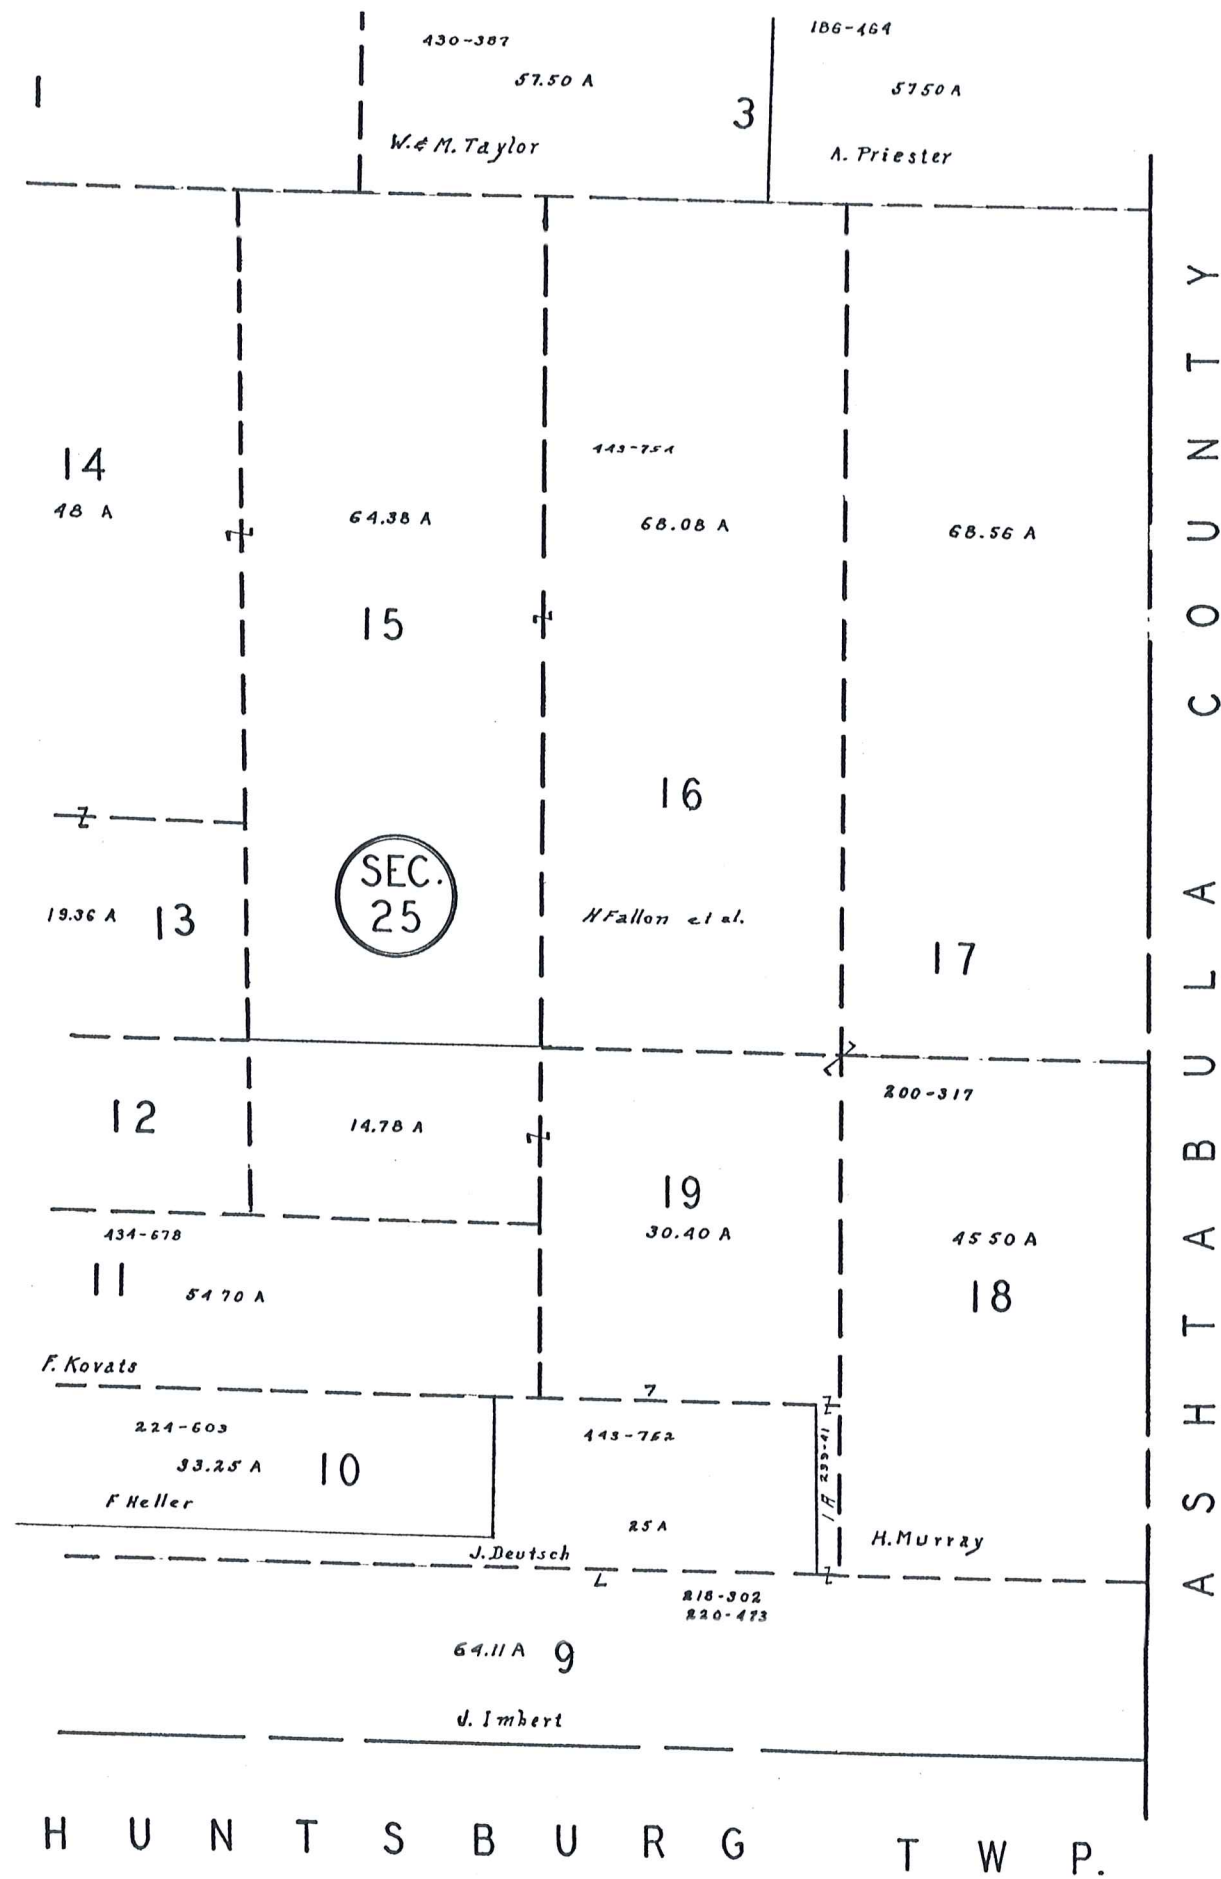 430-387
186-464
57.50 A
5750 A
1
3
W. & M. Taylor
A. Priester
14
48 A
443-754
64.38 A
68.08 A
68.56 A
15
16
SEC.
25
19.36 A
13
H Fallon et al.
17
12
14.78 A
200-317
19
30.40 A
434-678
11
54 70 A
45 50 A
18
F. Kovats
224-603
33.25 A
10
F Heller
443-762
25 A
1 A 293-41
J. Deutsch
H. Murray
218-302
220-473
64.11 A
9
J. Imbert
HUNTSBURG TWP.
ASHTABULA COUNTY